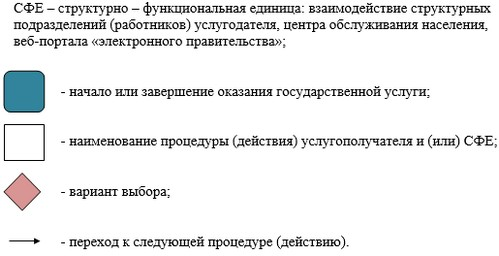 СФЕ – структурно – функциональная единица: взаимодействие структурных
подразделений (работников) услугодателя, центра обслуживания населения,
веб-портала «электронного правительства»;
- начало или завершение оказания государственной услуги;
- наименование процедуры (действия) услугополучателя и (или) СФЕ;
- вариант выбора;
- переход к следующей процедуре (действию).